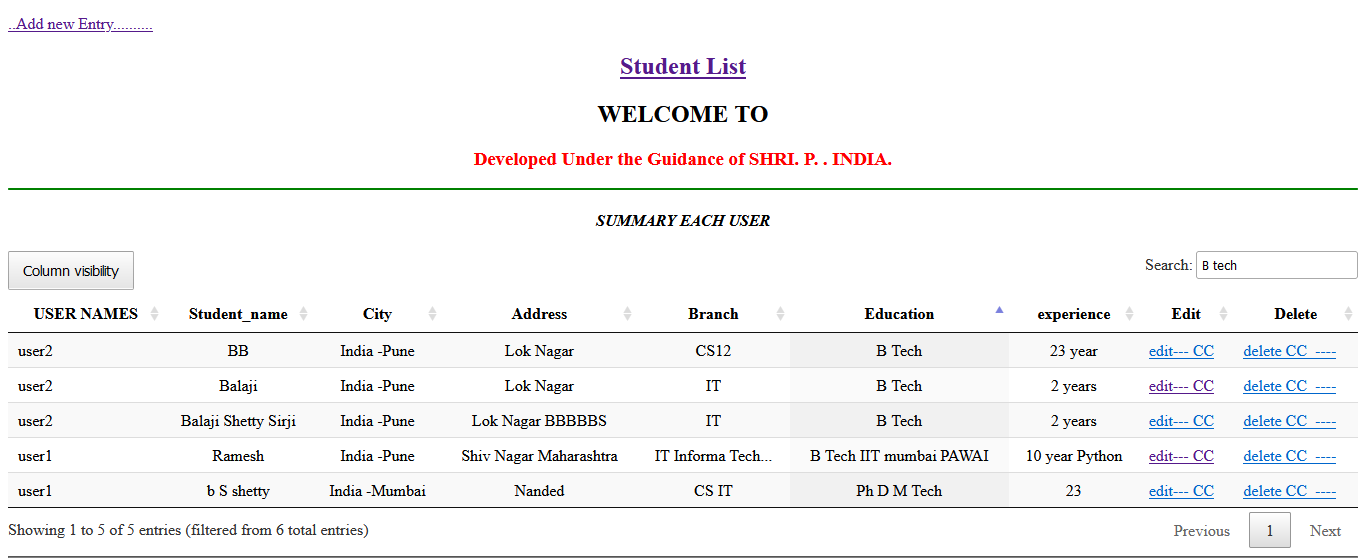 ..Add new Entry..........
Student List
WELCOME TO
Developed Under the Guidance of SHRI. P. . INDIA.
SUMMARY EACH USER
Column visibility Search: B tech
USER NAMES Student_name City Address Branch Education experience Edit Delete
user2 BB India -Pune Lok Nagar CS12 B Tech 23 year edit--- CC delete CC ----
user2 Balaji India -Pune Lok Nagar IT B Tech 2 years edit--- CC delete CC ----
user2 Balaji Shetty Sirji India -Pune Lok Nagar BBBBBS IT B Tech 2 years edit--- CC delete CC ----
user1 Ramesh India -Pune Shiv Nagar Maharashtra IT Informa Tech... B Tech IIT mumbai PAWAI 10 year Python edit--- CC delete CC ----
user1 b S shetty India -Mumbai Nanded CS IT Ph D M Tech 23 edit--- CC delete CC ----
Showing 1 to 5 of 5 entries (filtered from 6 total entries) Previous 1 Next